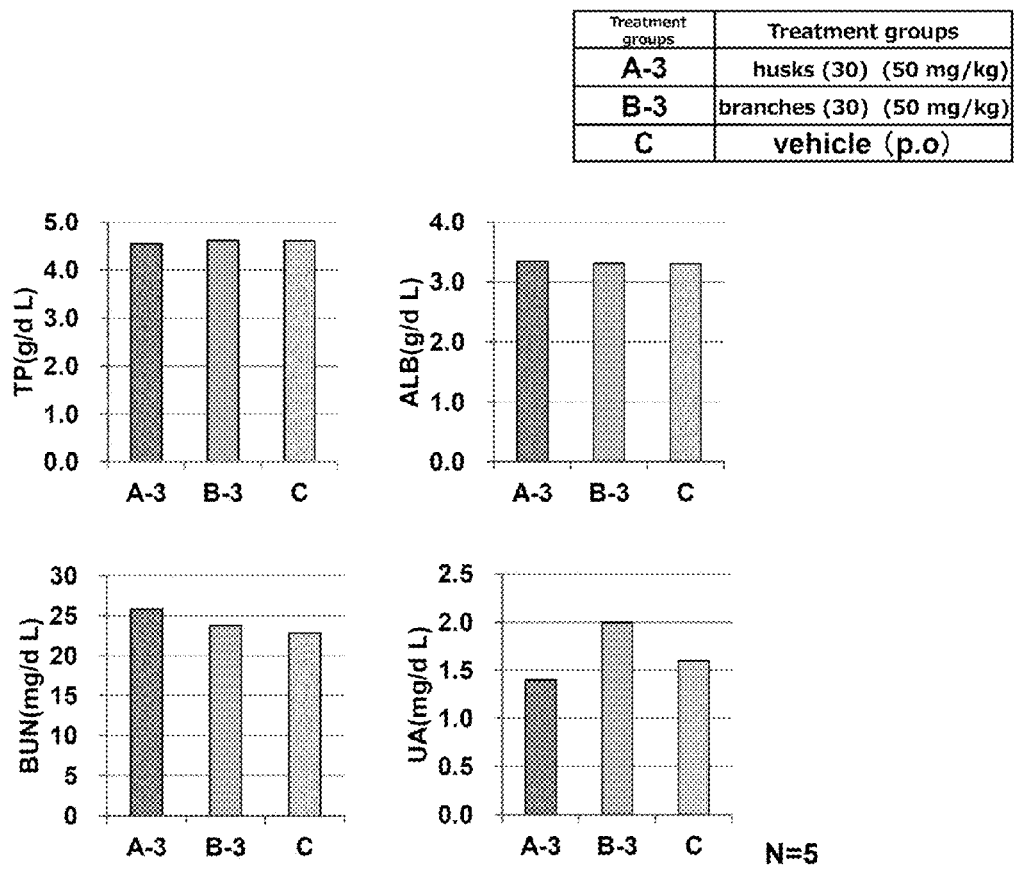 Treatment groups Treatment groups
A-3 husks (30) (50 mg/kg)
B-3 branches (30) (50 mg/kg)
C vehicle (p.o)
TP(g/d L)
5.0
4.0
3.0
2.0
1.0
0.0
A-3 B-3 C
ALB(g/d L)
4.0
3.0
2.0
1.0
0.0
A-3 B-3 C
BUN(mg/d L)
30
25
20
15
10
5
0
A-3 B-3 C
UA(mg/d L)
2.5
2.0
1.5
1.0
0.5
0.0
A-3 B-3 C
N=5